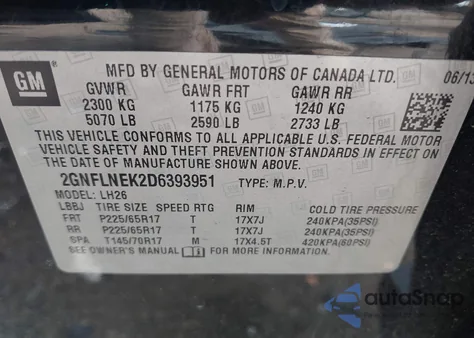 GM
MFD BY GENERAL MOTORS OF CANADA LTD.
06/13
GVWR GAWR FRT GAWR RR
2300 KG 1175 KG 1240 KG
5070 LB 2590 LB 2733 LB
THIS VEHICLE CONFORMS TO ALL APPLICABLE U.S. FEDERAL MOTOR
VEHICLE SAFETY AND THEFT PREVENTION STANDARDS IN EFFECT ON
THE DATE OF MANUFACTURE SHOWN ABOVE.
2GNFLNEK2D6393951 TYPE: M.P.V.
MODEL: LH26
LBBJ TIRE SIZE SPEED RTG RIM COLD TIRE PRESSURE
FRT P225/65R17 T 17X7J 240KPA(35PSI)
RR P225/65R17 T 17X7J 240KPA(35PSI)
SPA T145/70R17 M 17X4.5T 420KPA(60PSI)
SEE OWNER'S MANUAL FOR MORE INFORMATION.
autoSnap